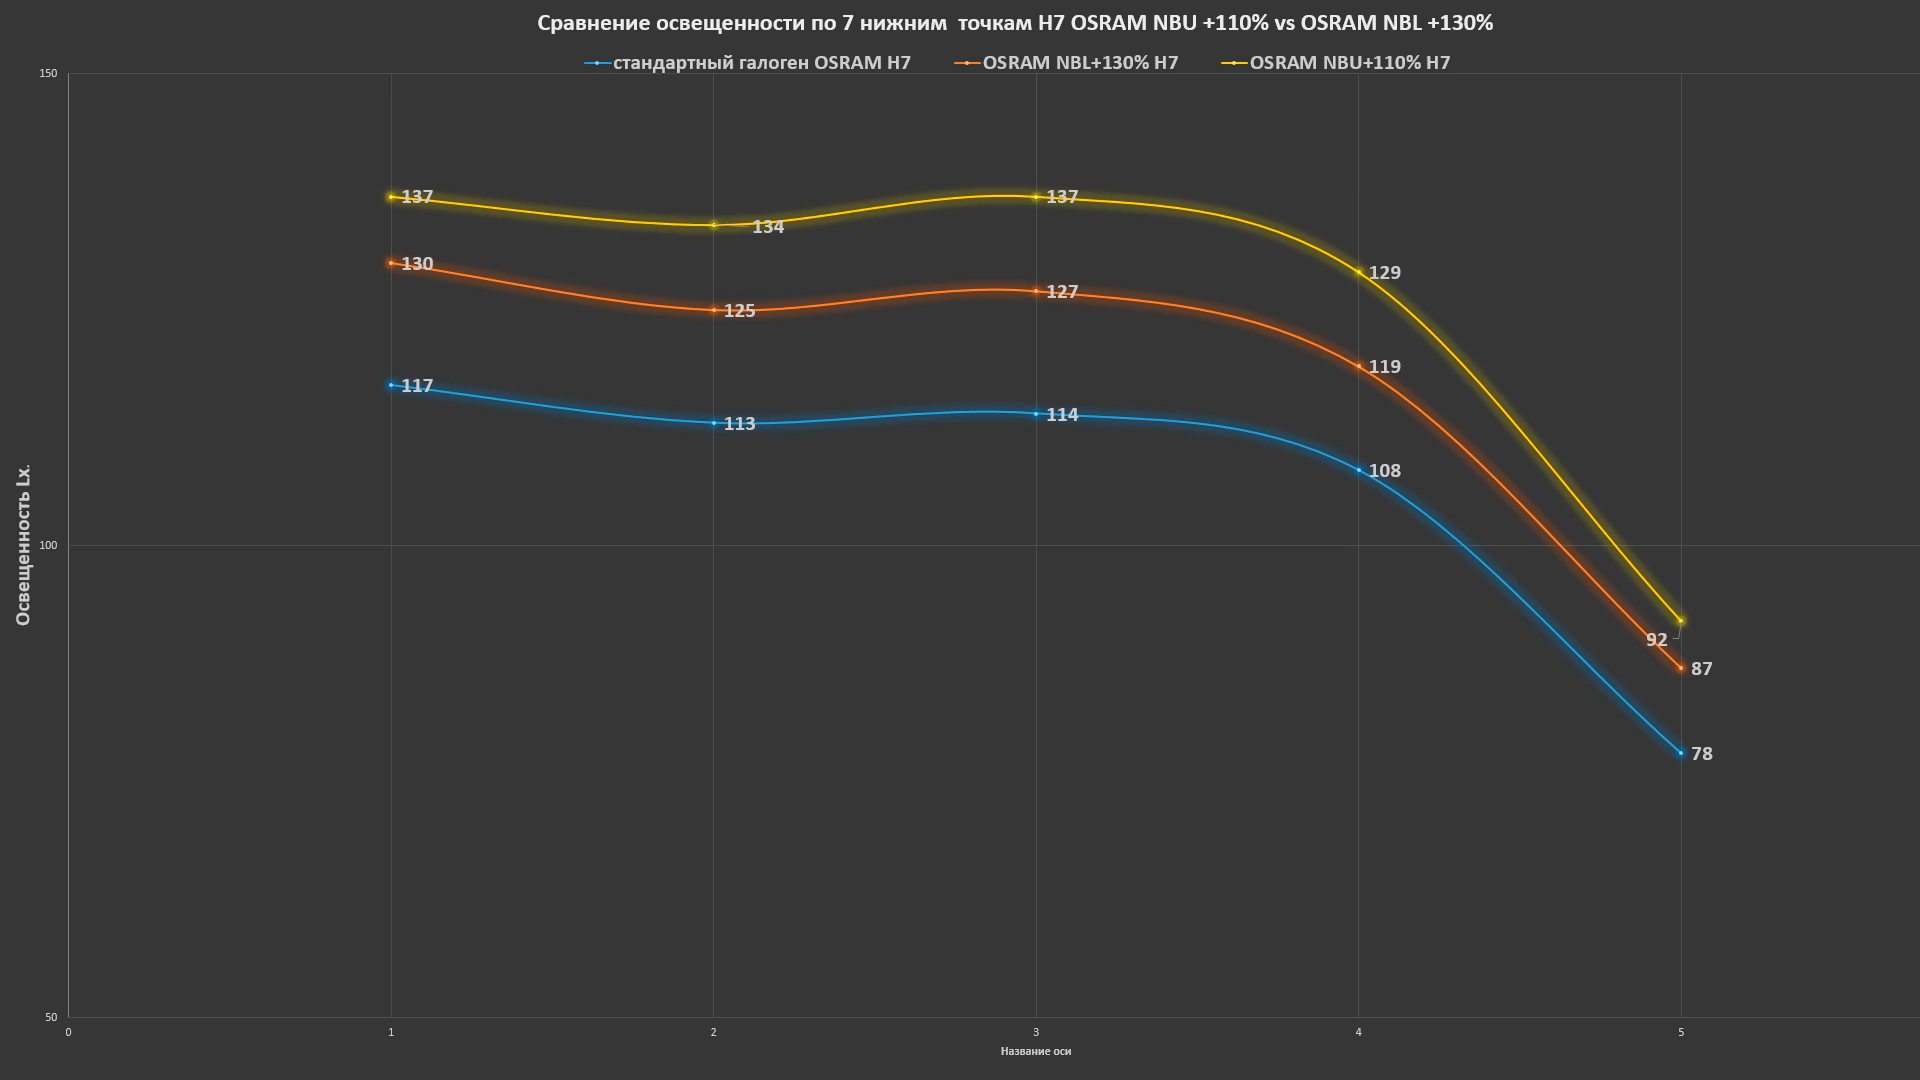 Сравнение освещенности по 7 нижним  точкам H7 OSRAM NBU +110% vs OSRAM NBL +130%
стандартный галоген OSRAM H7 OSRAM NBL+130% H7 OSRAM NBU+110% H7
150
137 134 137 129
130 125 127 119
117 113 114 108
100
92
87
78
50
Освещенность Lx.
0 1 2 3 4 5
Название оси